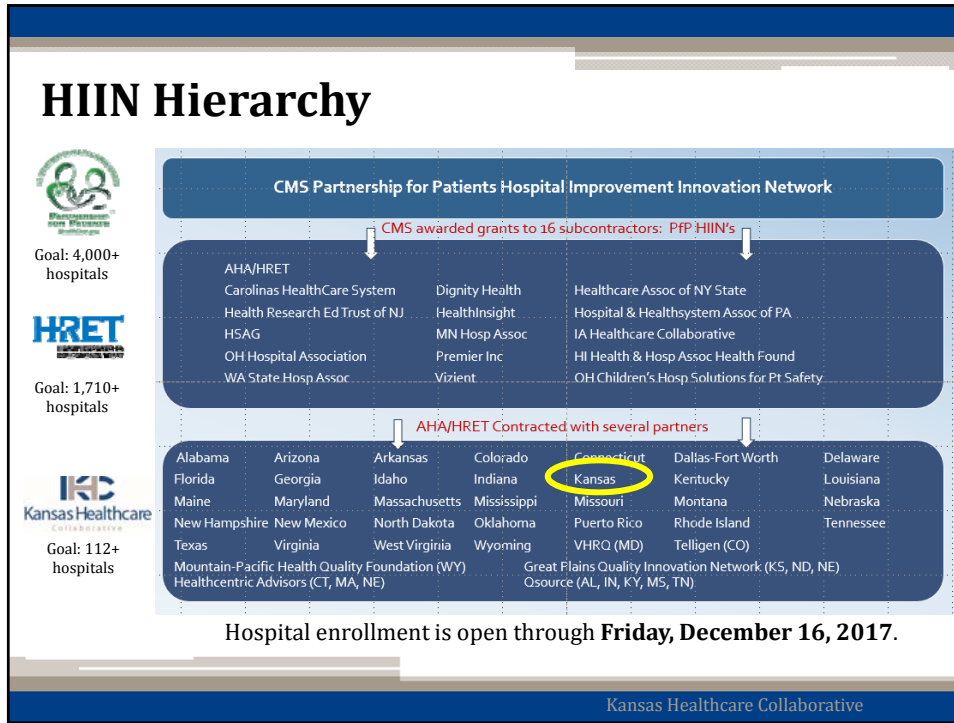 HIIN Hierarchy
CMS Partnership for Patients Hospital Improvement Innovation Network
CMS awarded grants to 16 subcontractors: PfP HIIN's
Goal: 4,000+
hospitals
AHA/HRET
Carolinas HealthCare System Dignity Health Healthcare Assoc of NY State
Health Research Ed Trust of NJ HealthInsight Hospital & Healthsystem Assoc of PA
HSAG MN Hosp Assoc IA Healthcare Collaborative
OH Hospital Association Premier Inc HI Health & Hosp Assoc Health Found
WA State Hosp Assoc Vizient OH Children's Hosp Solutions for Pt Safety
HRET
Goal: 1,710+
hospitals
AHA/HRET Contracted with several partners
Alabama Arizona Arkansas Colorado Connecticut Dallas-Fort Worth Delaware
Florida Georgia Idaho Indiana Kansas Kentucky Louisiana
Maine Maryland Massachusetts Mississippi Missouri Montana Nebraska
New Hampshire New Mexico North Dakota Oklahoma Puerto Rico Rhode Island Tennessee
Texas Virginia West Virginia Wyoming VHRQ (MD) Telligen (CO)
Mountain-Pacific Health Quality Foundation (WY) Great Plains Quality Innovation Network (KS, ND, NE)
Healthcentric Advisors (CT, MA, NE) Qsource (AL, IN, KY, MS, TN)
KHC
Kansas Healthcare
Collaborative
Goal: 112+
hospitals
Hospital enrollment is open through Friday, December 16, 2017.
Kansas Healthcare Collaborative